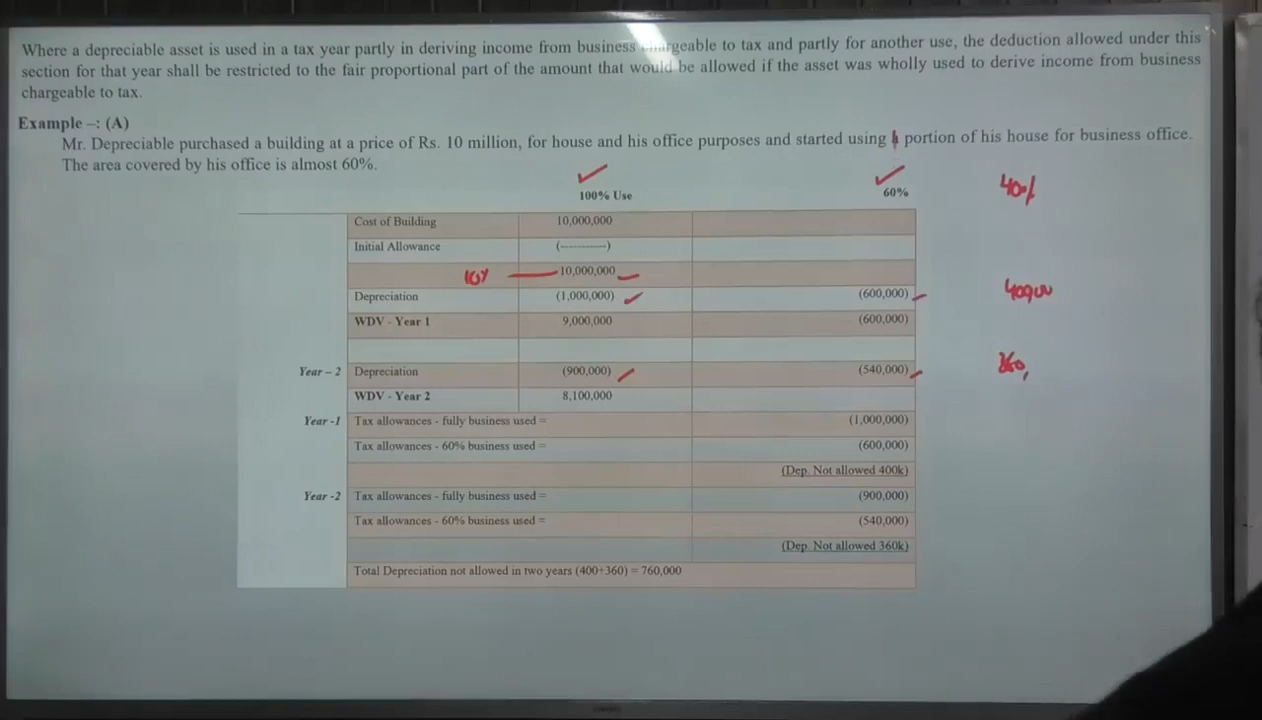 Where a depreciable asset is used in a tax year partly in deriving income from business chargeable to tax and partly for another use, the deduction allowed under this
section for that year shall be restricted to the fair proportional part of the amount that would be allowed if the asset was wholly used to derive income from business
chargeable to tax.
Example –: (A)
Mr. Depreciable purchased a building at a price of Rs. 10 million, for house and his office purposes and started using portion of his house for business office.
The area covered by his office is almost 60%.
100% Use 60% 40%
Cost of Building 10,000,000
Initial Allowance (----------)
10% 10,000,000
Depreciation (1,000,000) (600,000)
WDV - Year 1 9,000,000 (600,000)
Year – 2 Depreciation (900,000) (540,000)
WDV - Year 2 8,100,000
Year -1 Tax allowances - fully business used = (1,000,000)
Tax allowances - 60% business used = (600,000)
(Dep. Not allowed 400k)
Year -2 Tax allowances - fully business used = (900,000)
Tax allowances - 60% business used = (540,000)
(Dep. Not allowed 360k)
Total Depreciation not allowed in two years (400+360) = 760,000